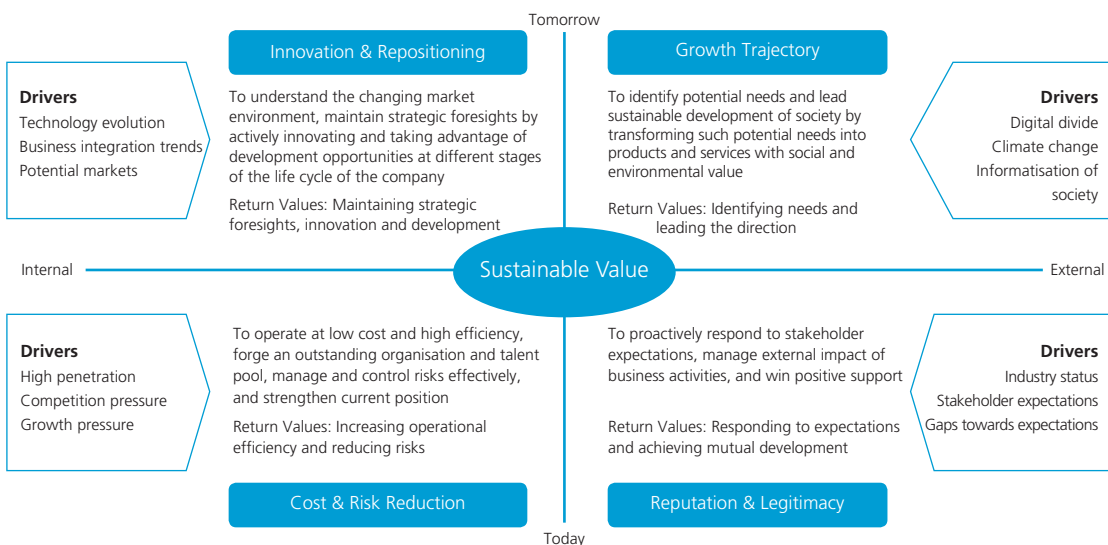 Tomorrow
Innovation & Repositioning
Growth Trajectory
Drivers
Technology evolution
Business integration trends
Potential markets
To understand the changing market
environment, maintain strategic foresights by
actively innovating and taking advantage of
development opportunities at different stages
of the life cycle of the company
Return Values: Maintaining strategic
foresights, innovation and development
To identify potential needs and lead
sustainable development of society by
transforming such potential needs into
products and services with social and
environmental value
Return Values: Identifying needs and
leading the direction
Drivers
Digital divide
Climate change
Informatisation of
society
Internal
Sustainable Value
External
Drivers
High penetration
Competition pressure
Growth pressure
To operate at low cost and high efficiency,
forge an outstanding organisation and talent
pool, manage and control risks effectively,
and strengthen current position
Return Values: Increasing operational
efficiency and reducing risks
To proactively respond to stakeholder
expectations, manage external impact of
business activities, and win positive support
Return Values: Responding to expectations
and achieving mutual development
Drivers
Industry status
Stakeholder expectations
Gaps towards expectations
Cost & Risk Reduction
Reputation & Legitimacy
Today